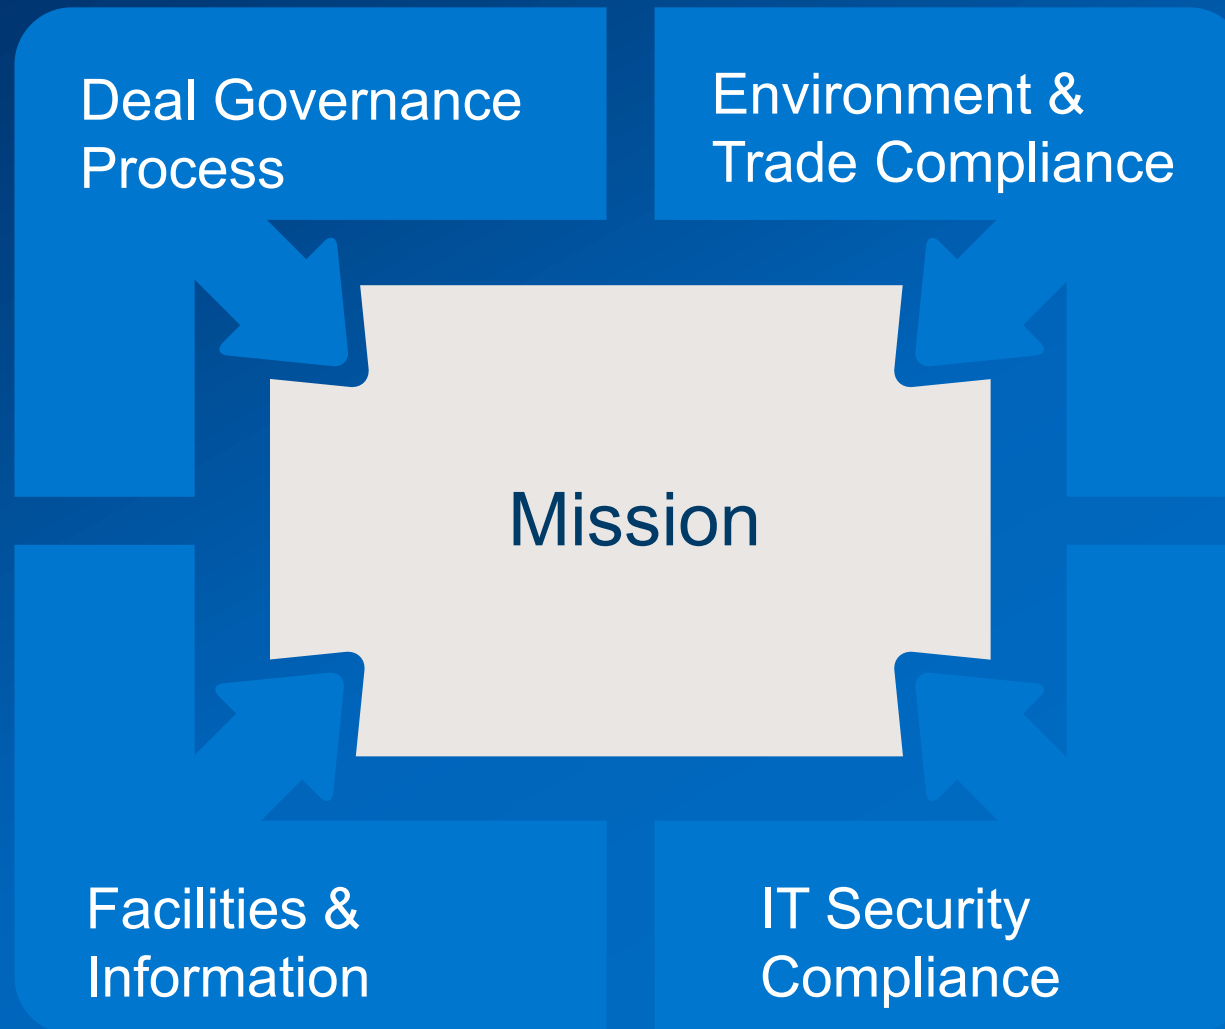 Deal Governance
Process
Environment &
Trade Compliance
Mission
Facilities &
Information
IT Security
Compliance